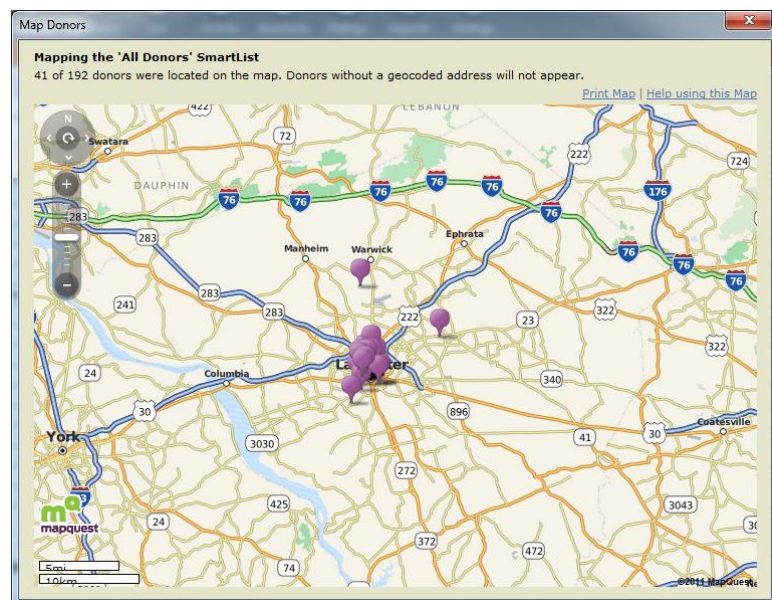 Map Donors
Mapping the 'All Donors' SmartList
41 of 192 donors were located on the map. Donors without a geocoded address will not appear.
Print Map | Help using this Map
422
LEBANON
N
Swatara
72
222
724
DAUPHIN
76
76
76
76
76
176
283
76
283
Ephrata
76
76
Manheim
Warwick
76
241
283
283
222
23
322
322
24
Columbia
340
30
896
Coatesville
York
3030
41
30
272
mapquest
24
425
3043
372
472
74
5mi
10km
©2011 MapQuest